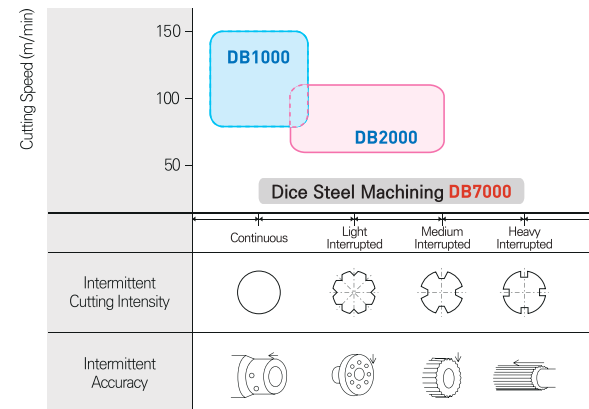 Cutting Speed (m/min)
150
100
50
DB1000
DB2000
Dice Steel Machining DB7000
Continuous
Light
Interrupted
Medium
Interrupted
Heavy
Interrupted
Intermittent
Cutting Intensity
Intermittent
Accuracy